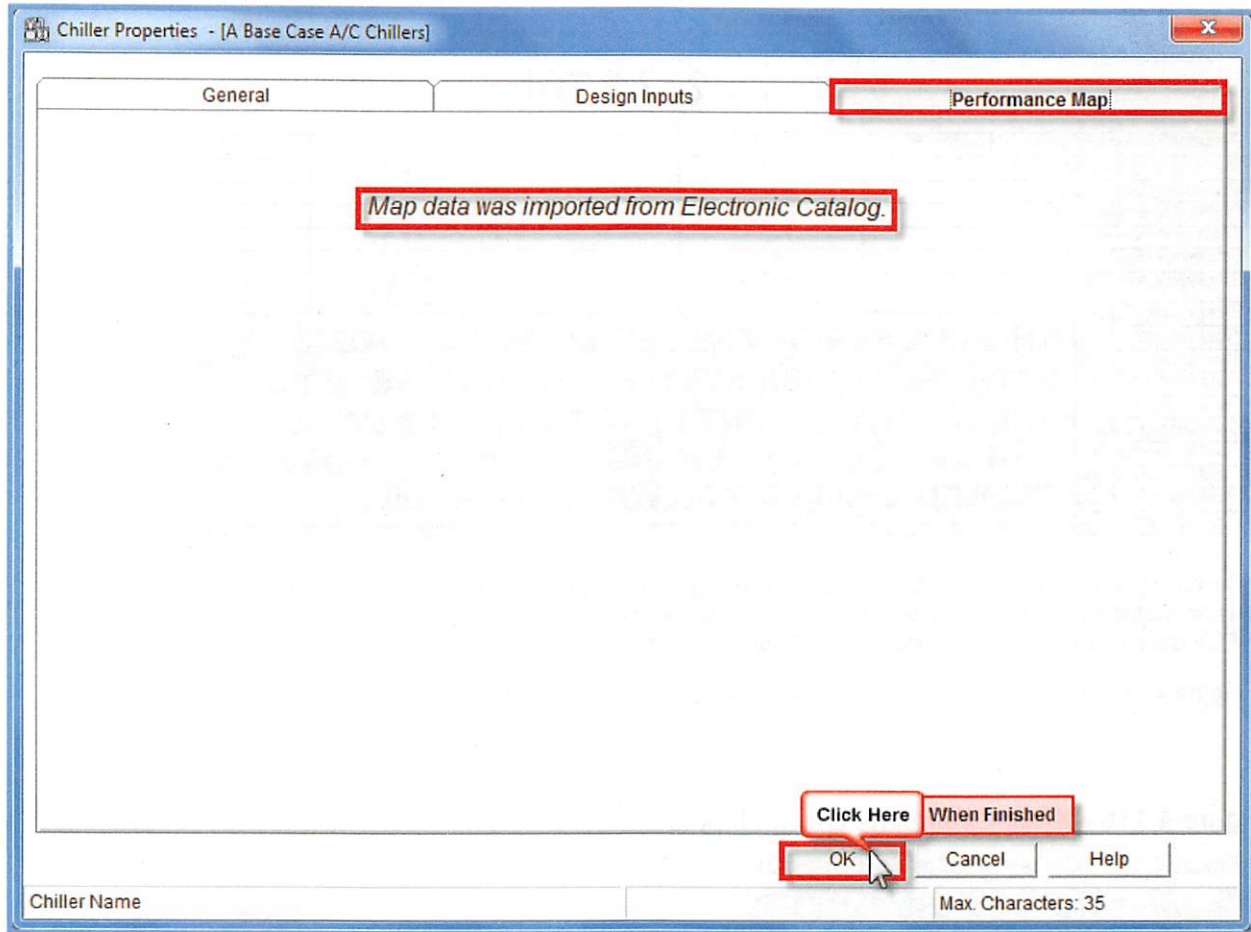 Chiller Properties - [A Base Case A/C Chillers]
General
Design Inputs
Performance Map
Map data was imported from Electronic Catalog.
Click Here
When Finished
OK
Cancel
Help
Chiller Name
Max. Characters: 35